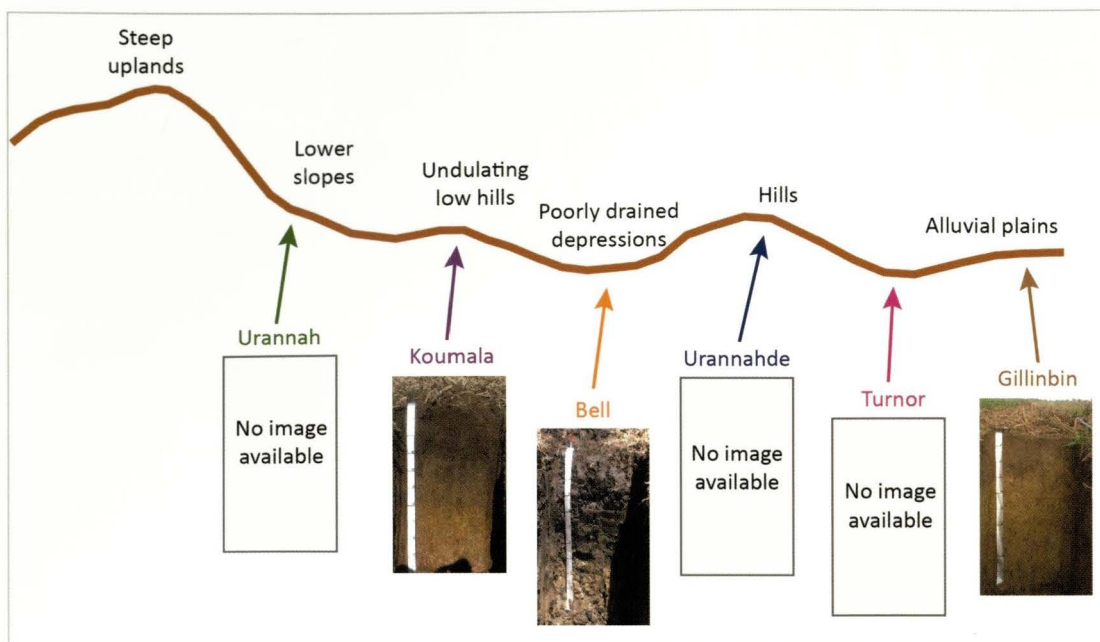 Steep
uplands
Lower
slopes
Undulating
low hills
Poorly drained
depressions
Hills
Alluvial plains
Urannah
No image
available
Koumala
Bell
Urannahde
No image
available
Turnor
No image
available
Gillinbin